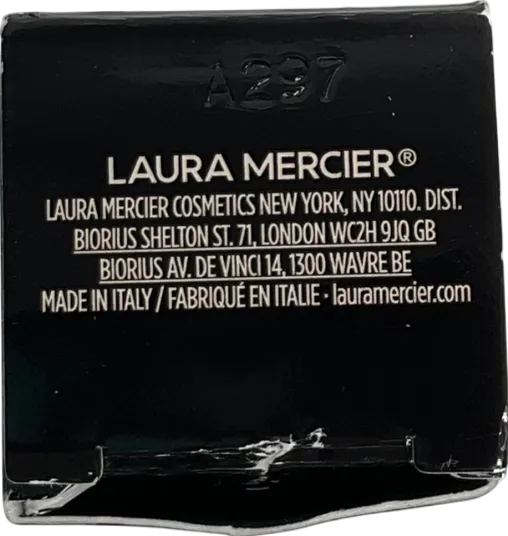 A297
LAURA MERCIER®
LAURA MERCIER COSMETICS NEW YORK, NY 10110. DIST.
BIORIUS SHELTON ST. 71, LONDON WC2H 9JQ GB
BIORIUS AV. DE VINCI 14, 1300 WAVRE BE
MADE IN ITALY / FABRIQUÉ EN ITALIE · lauramercier.com